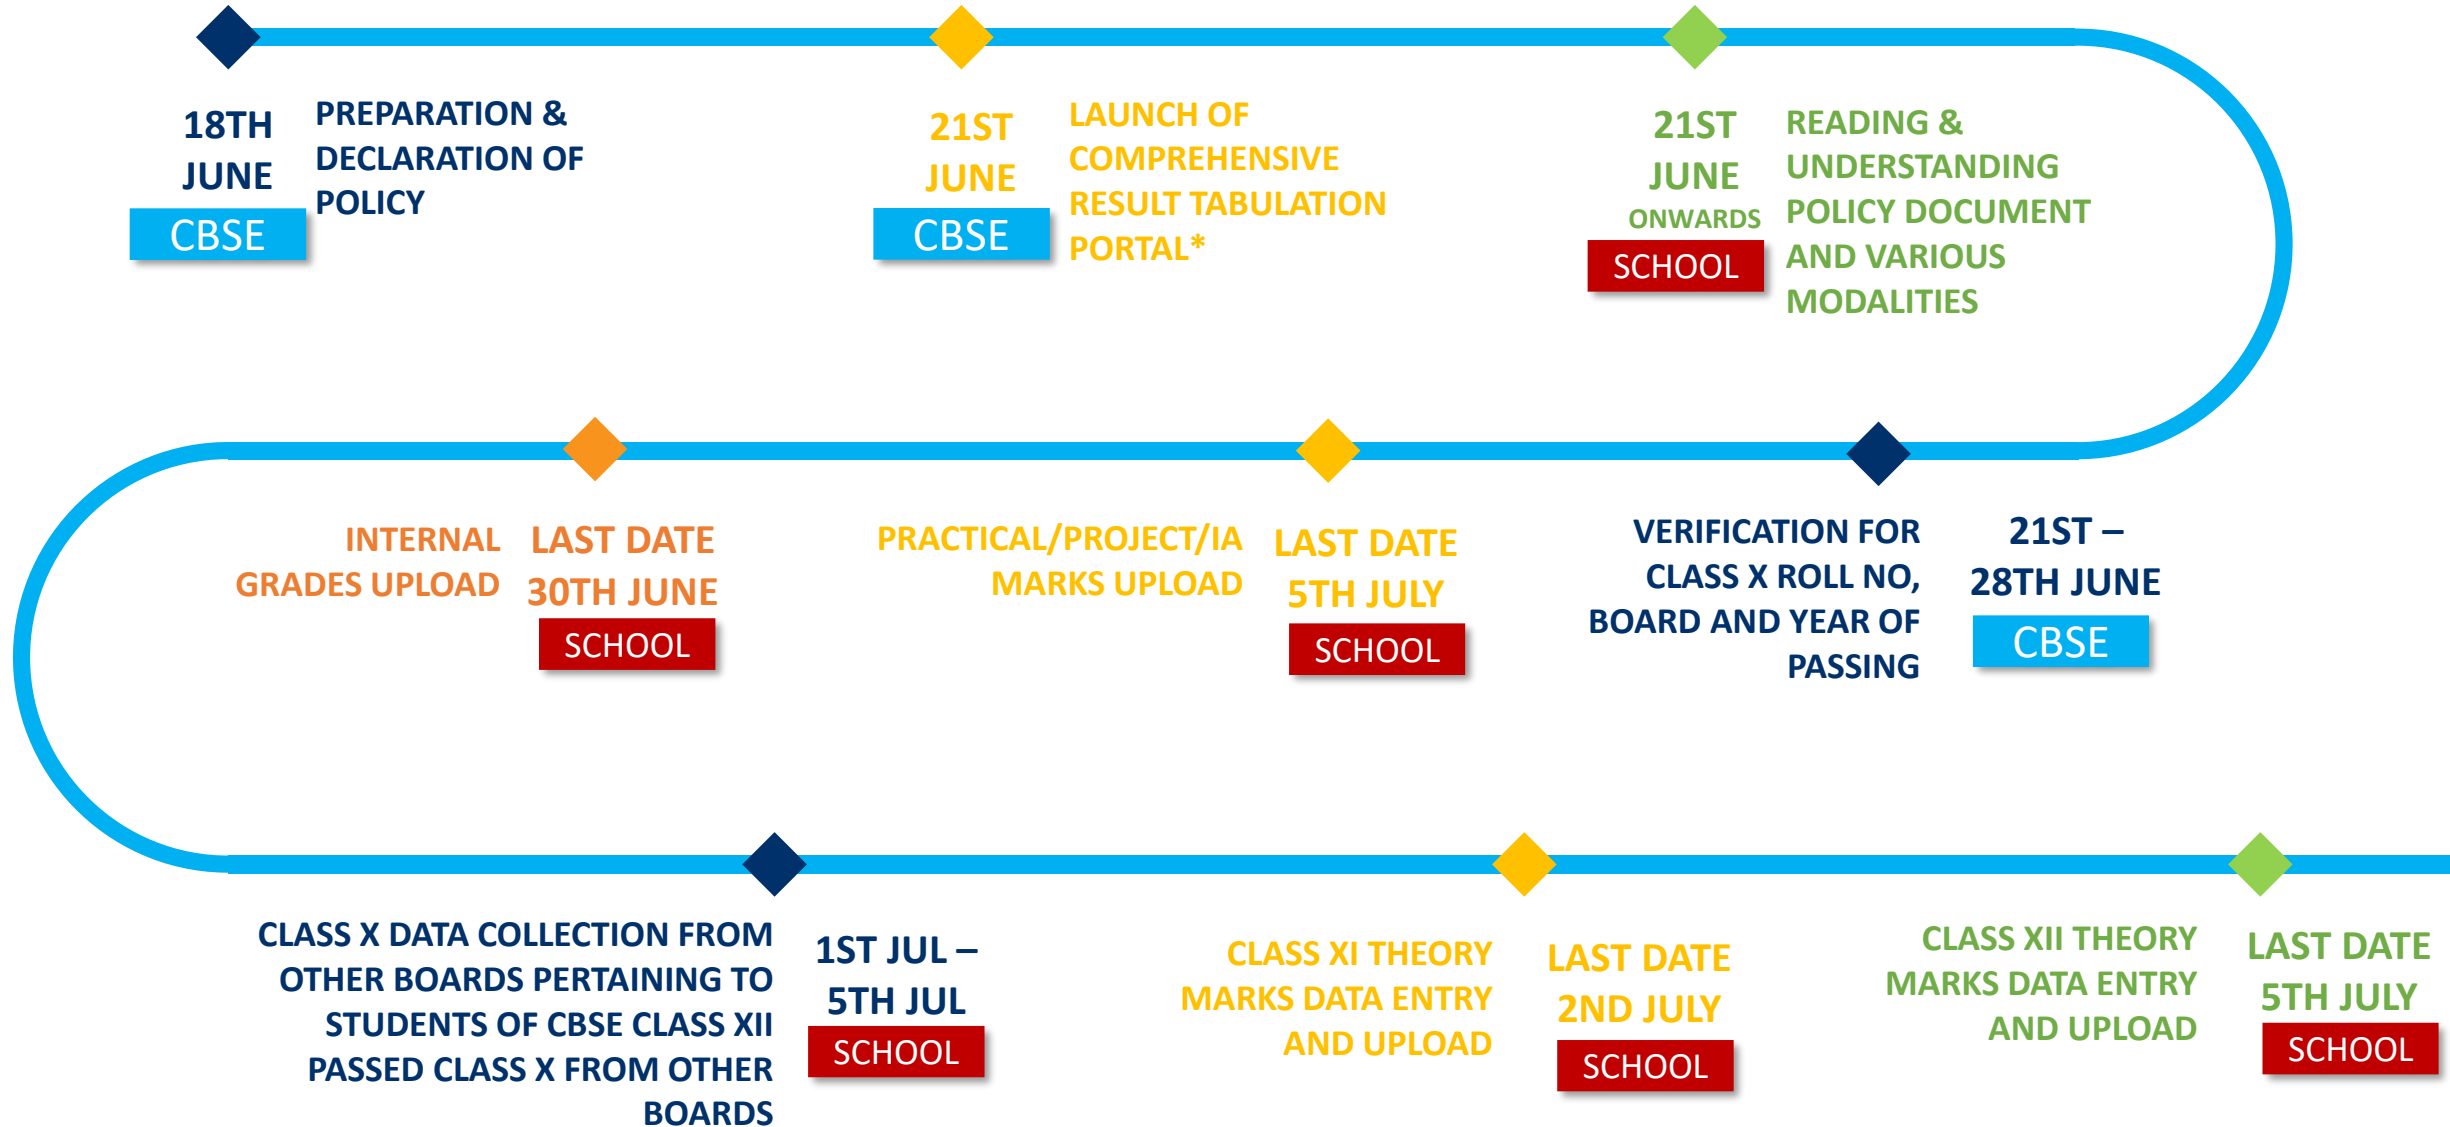 18TH
JUNE
CBSE
PREPARATION &
DECLARATION OF
POLICY
21ST
JUNE
CBSE
LAUNCH OF
COMPREHENSIVE
RESULT TABULATION
PORTAL*
21ST
JUNE
ONWARDS
SCHOOL
READING &
UNDERSTANDING
POLICY DOCUMENT
AND VARIOUS
MODALITIES
INTERNAL
GRADES UPLOAD
LAST DATE
30TH JUNE
SCHOOL
PRACTICAL/PROJECT/IA
MARKS UPLOAD
LAST DATE
5TH JULY
SCHOOL
VERIFICATION FOR
CLASS X ROLL NO,
BOARD AND YEAR OF
PASSING
21ST –
28TH JUNE
CBSE
CLASS X DATA COLLECTION FROM
OTHER BOARDS PERTAINING TO
STUDENTS OF CBSE CLASS XII
PASSED CLASS X FROM OTHER
BOARDS
1ST JUL –
5TH JUL
SCHOOL
CLASS XI THEORY
MARKS DATA ENTRY
AND UPLOAD
LAST DATE
2ND JULY
SCHOOL
CLASS XII THEORY
MARKS DATA ENTRY
AND UPLOAD
LAST DATE
5TH JULY
SCHOOL